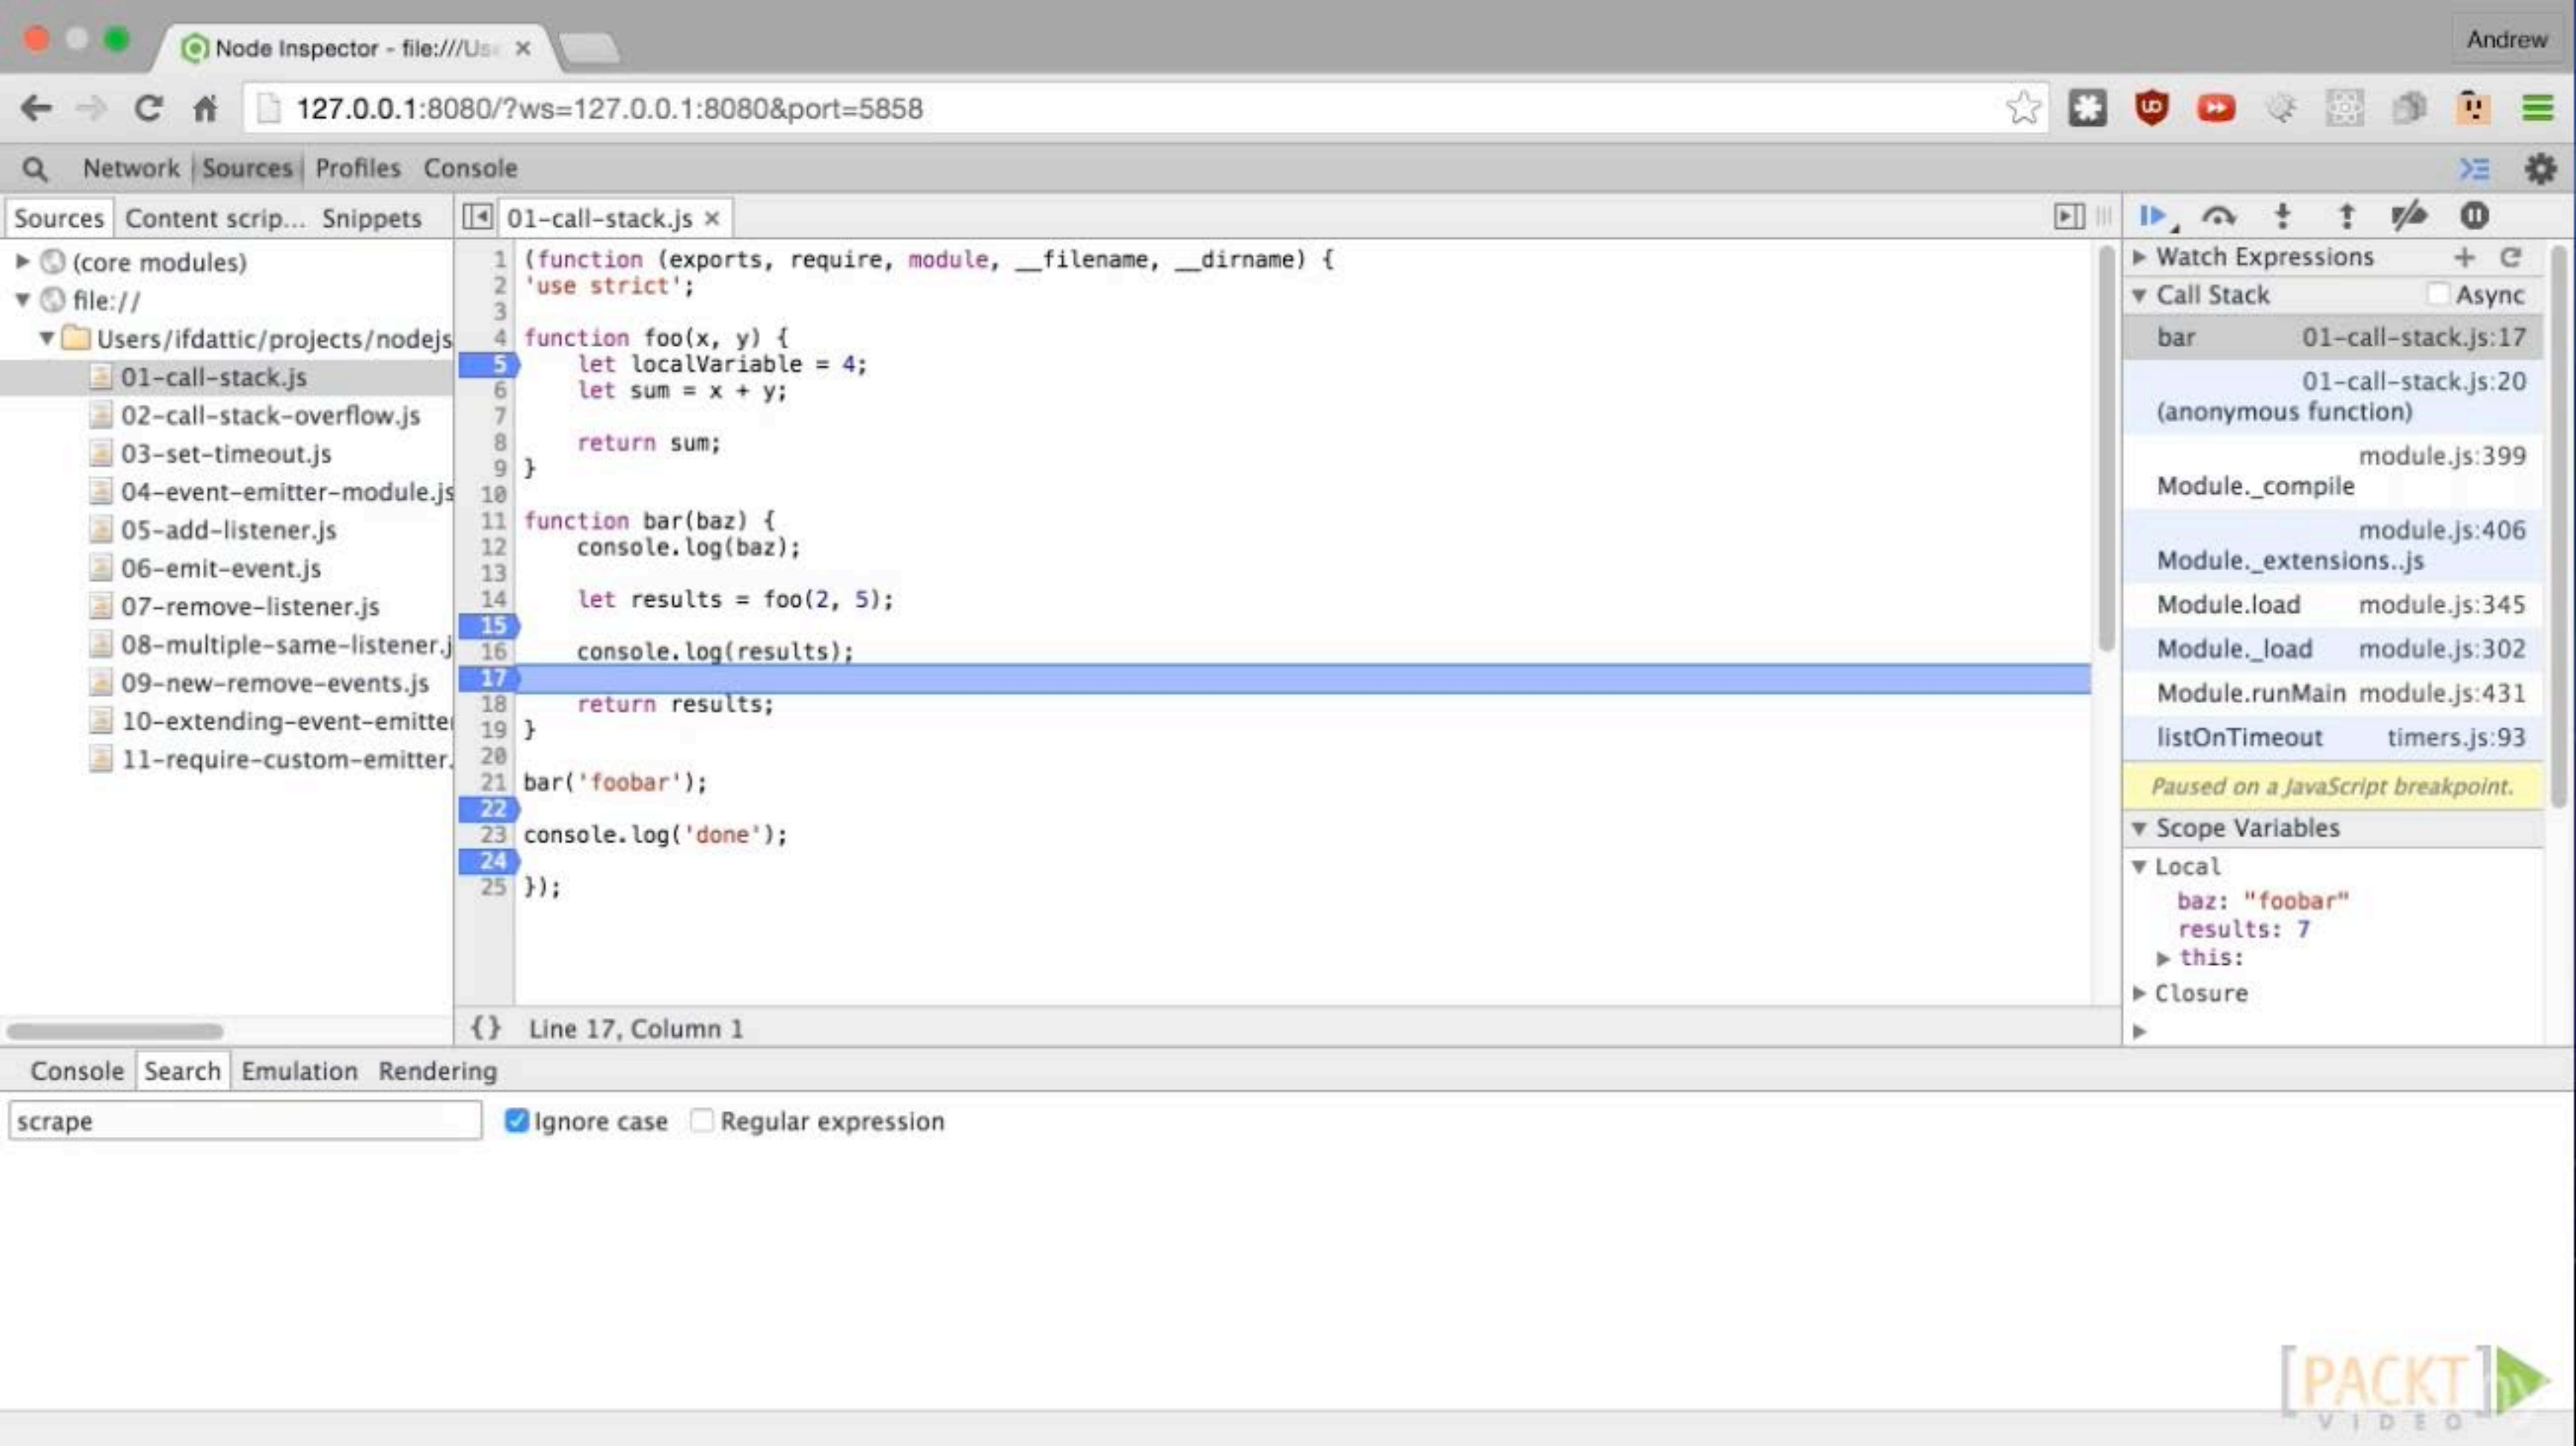 Node Inspector - file:///Us
Andrew
127.0.0.1:8080/?ws=127.0.0.1:8080&port=5858
Network Sources Profiles Console
Sources Content scrip... Snippets
(core modules)
file://
Users/ifdattic/projects/nodejs
01-call-stack.js
02-call-stack-overflow.js
03-set-timeout.js
04-event-emitter-module.js
05-add-listener.js
06-emit-event.js
07-remove-listener.js
08-multiple-same-listener.j
09-new-remove-events.js
10-extending-event-emitte
11-require-custom-emitter.
01-call-stack.js
1 (function (exports, require, module, __filename, __dirname) {
2 'use strict';
3
4 function foo(x, y) {
5 let localVariable = 4;
6 let sum = x + y;
7
8 return sum;
9 }
10
11 function bar(baz) {
12 console.log(baz);
13
14 let results = foo(2, 5);
15
16 console.log(results);
17
18 return results;
19 }
20
21 bar('foobar');
22
23 console.log('done');
24
25 });
{} Line 17, Column 1
Watch Expressions
Call Stack Async
bar 01-call-stack.js:17
01-call-stack.js:20
(anonymous function)
module.js:399
Module._compile
module.js:406
Module._extensions..js
Module.load module.js:345
Module._load module.js:302
Module.runMain module.js:431
listOnTimeout timers.js:93
Paused on a JavaScript breakpoint.
Scope Variables
Local
baz: "foobar"
results: 7
this:
Closure
Console Search Emulation Rendering
scrape Ignore case Regular expression
[PACKT]
VIDEO